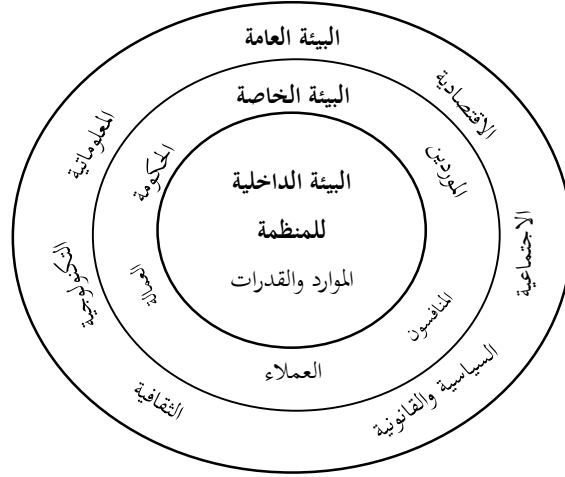 البيئة العامة
الاقتصادية
الاجتماعية
السياسية والقانونية
الثقافية
التكنولوجية
المعلوماتية
البيئة الخاصة
الموردين
المنافسون
العملاء
العمالة
الحكومة
البيئة الداخلية
للمنظمة
الموارد والقدرات